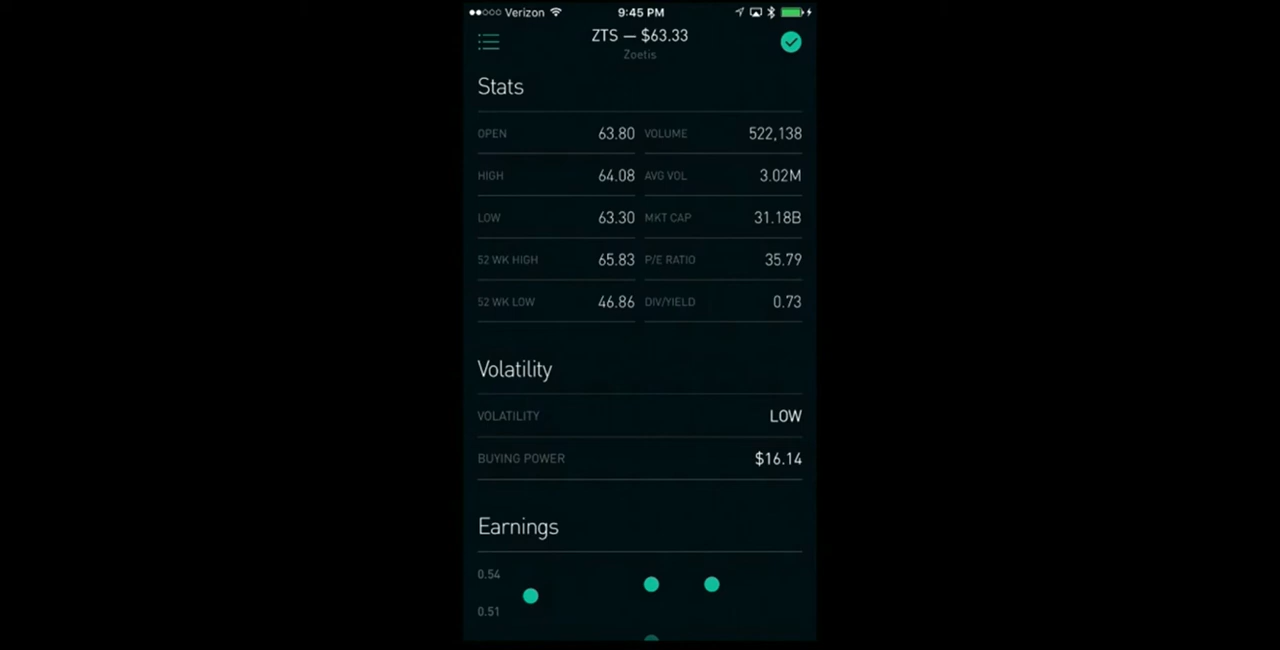 Verizon 9:45 PM
ZTS — $63.33
Zoetis
Stats
OPEN 63.80 VOLUME 522,138
HIGH 64.08 AVG VOL 3.02M
LOW 63.30 MKT CAP 31.18B
52 WK HIGH 65.83 P/E RATIO 35.79
52 WK LOW 46.86 DIV/YIELD 0.73
Volatility
VOLATILITY LOW
BUYING POWER $16.14
Earnings
0.54
0.51